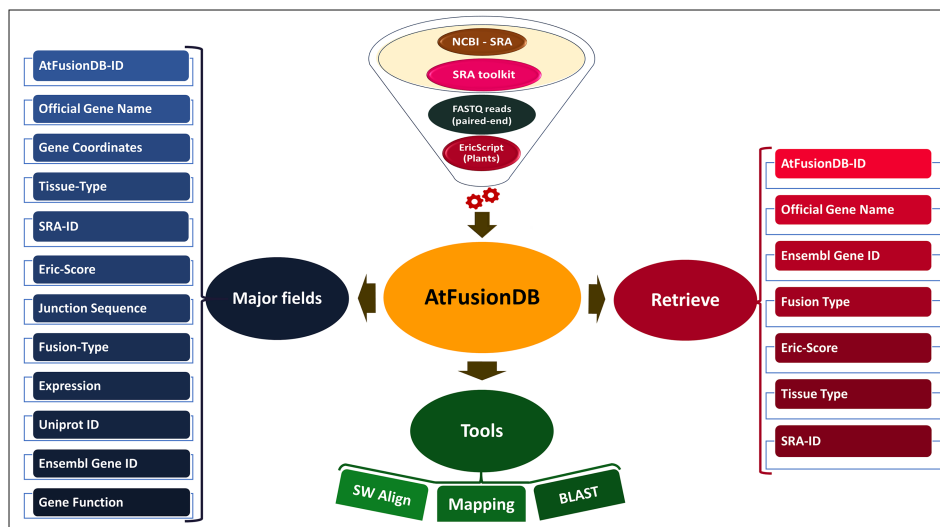 NCBI - SRA
SRA toolkit
FASTQ reads
(paired-end)
EricScript
(Plants)
AtFusionDB
Major fields
AtFusionDB-ID
Official Gene Name
Gene Coordinates
Tissue-Type
SRA-ID
Eric-Score
Junction Sequence
Fusion-Type
Expression
Uniprot ID
Ensembl Gene ID
Gene Function
Retrieve
AtFusionDB-ID
Official Gene Name
Ensembl Gene ID
Fusion Type
Eric-Score
Tissue Type
SRA-ID
Tools
SW Align
Mapping
BLAST